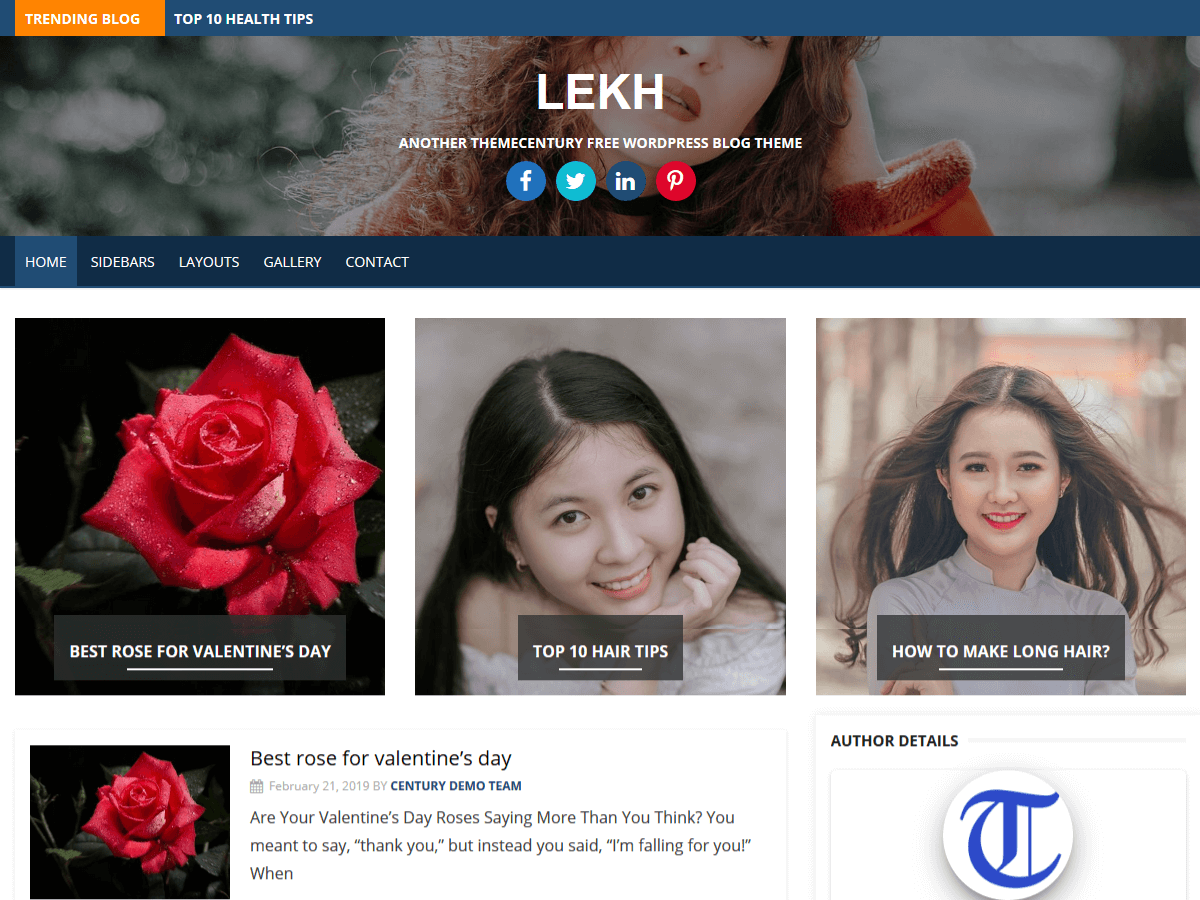 TRENDING BLOG
TOP 10 HEALTH TIPS
LEKH
ANOTHER THEMECENTURY FREE WORDPRESS BLOG THEME
HOME SIDEBARS LAYOUTS GALLERY CONTACT
BEST ROSE FOR VALENTINE’S DAY
TOP 10 HAIR TIPS
HOW TO MAKE LONG HAIR?
Best rose for valentine’s day
February 21, 2019 BY CENTURY DEMO TEAM
Are Your Valentine’s Day Roses Saying More Than You Think? You
meant to say, “thank you,” but instead you said, “I’m falling for you!”
When
AUTHOR DETAILS